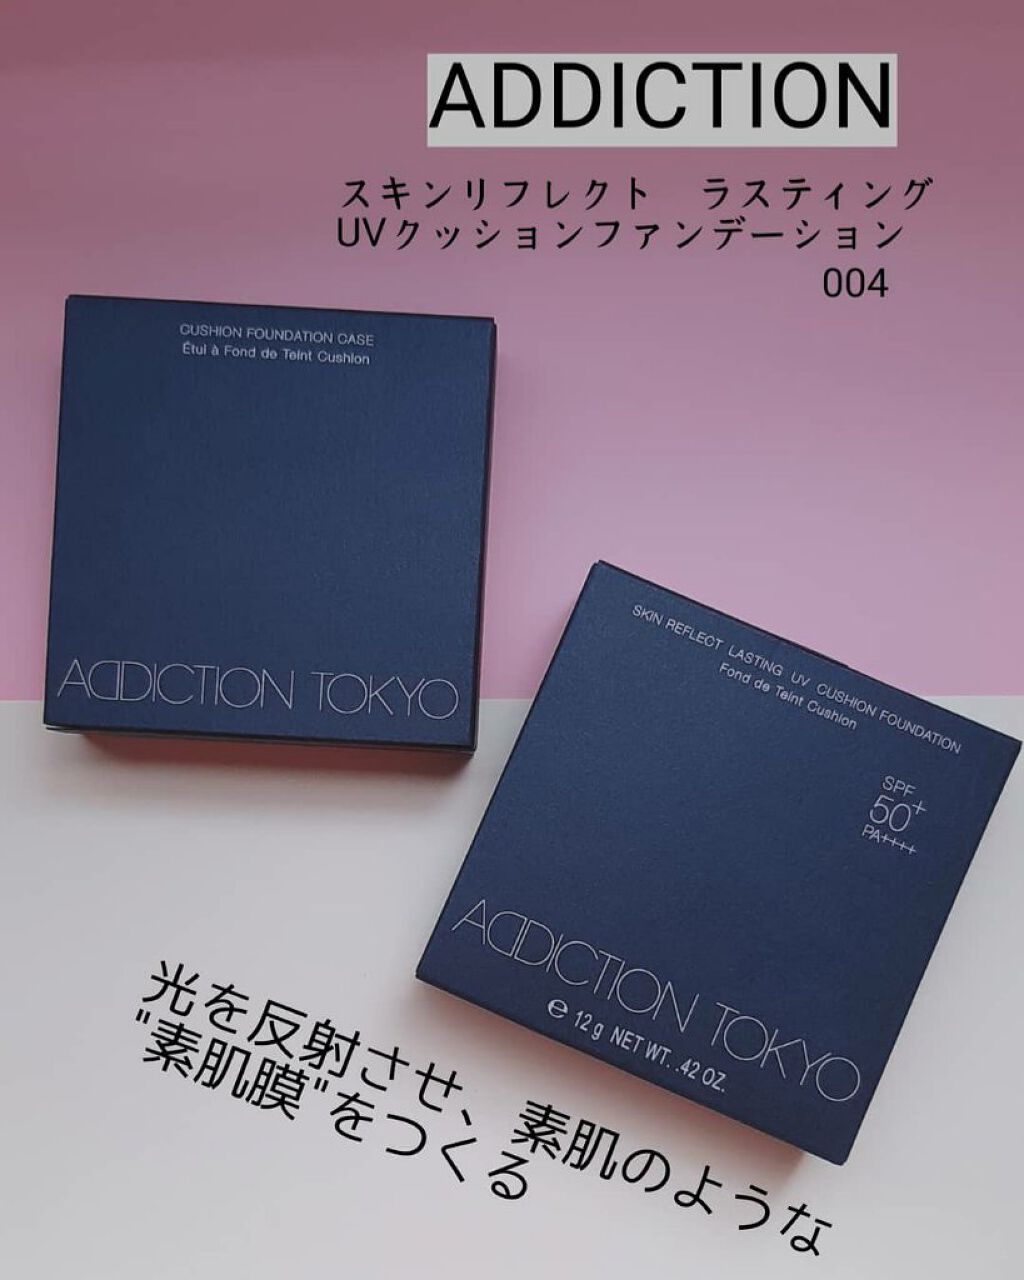 ADDICTION
スキンリフレクト　ラスティング
UVクッションファンデーション
004
CUSHION FOUNDATION CASE
Étui à Fond de Teint Cushion
ADDICTION TOKYO
SKIN REFLECT LASTING UV CUSHION FOUNDATION
Fond de Teint Cushion
SPF
50+
PA++++
ADDICTION TOKYO
℮ 12g NET WT. .42 OZ.
光を反射させ、素肌のような
"素肌膜"をつくる